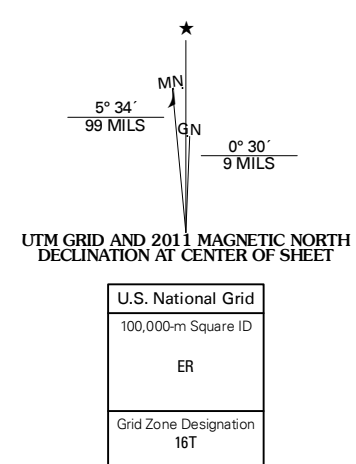 ★
MN
5° 34´
99 MILS
GN
0° 30´
9 MILS
UTM GRID AND 2011 MAGNETIC NORTH
DECLINATION AT CENTER OF SHEET
U.S. National Grid
100,000-m Square ID
ER
Grid Zone Designation
16T